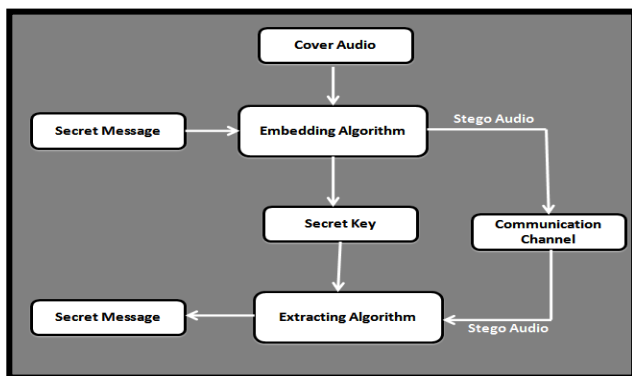 Cover Audio
Secret Message
Embedding Algorithm
Stego Audio
Secret Key
Communication
Channel
Secret Message
Extracting Algorithm
Stego Audio